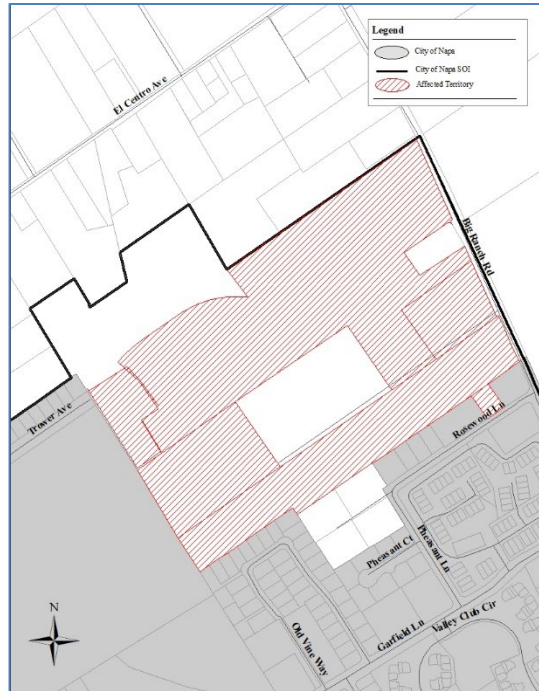 Legend
City of Napa
City of Napa SOI
Affected Territory
El Centro Ave
Big Ranch Rd
Trower Ave
Rosewood Ln
Pheasant Ln
Pheasant Ct
Garfield Ln
Valley Club Cir
Old Vine Way
N